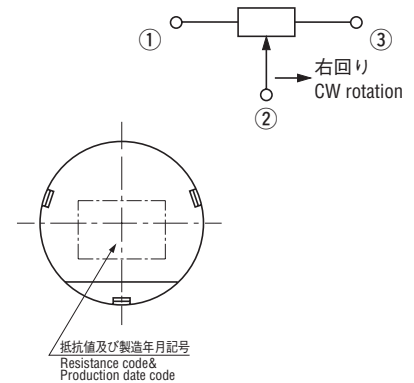 ① ③
右回り
CW rotation
②
抵抗値及び製造年月記号
Resistance code&
Production date code